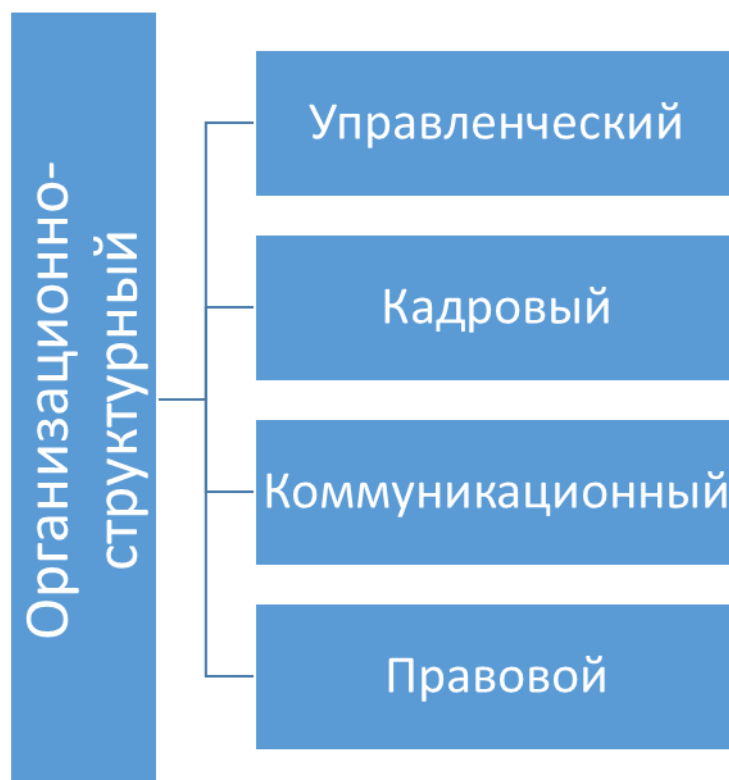 Организационно-
структурный
Управленческий
Кадровый
Коммуникационный
Правовой